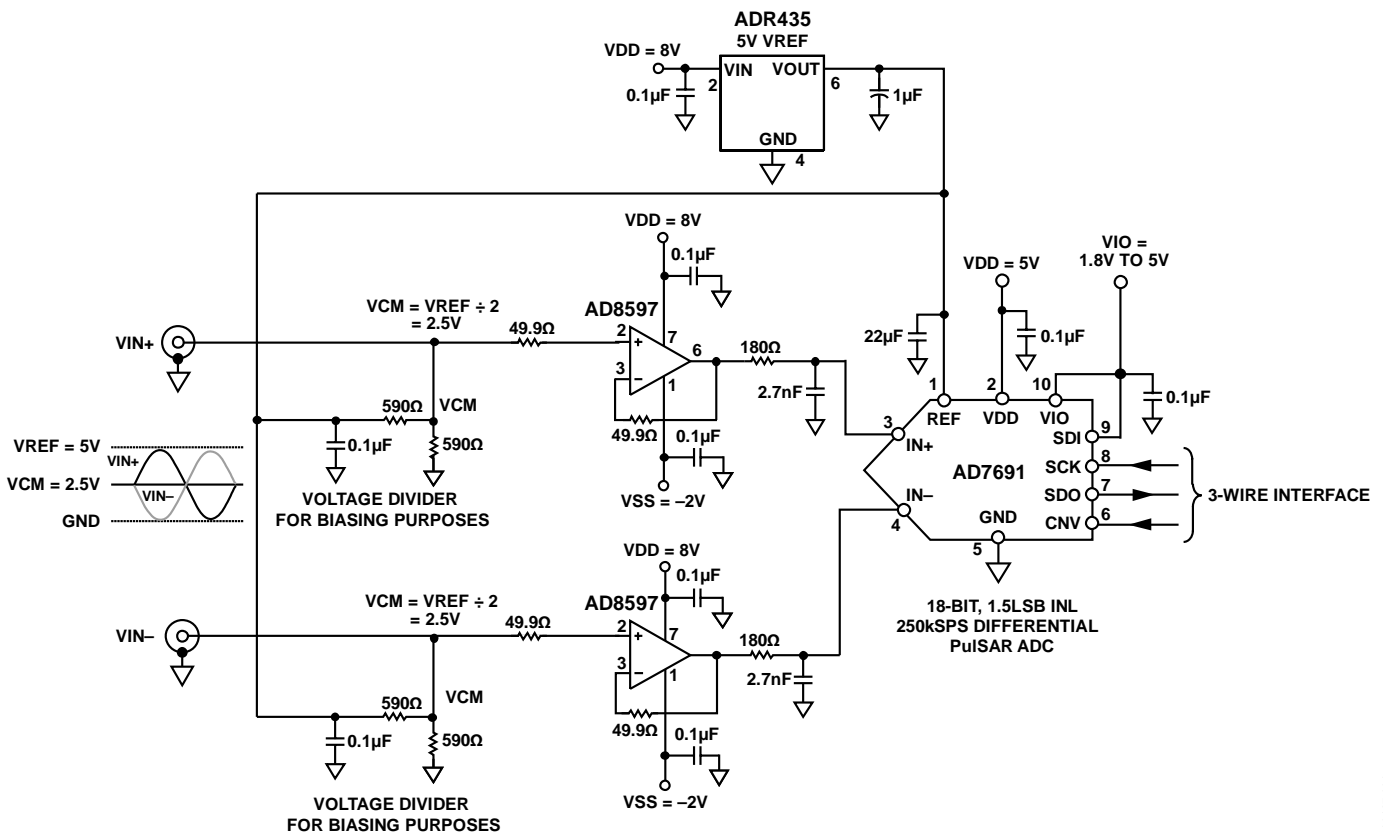 ADR435
5V VREF
VDD = 8V
VIN
VOUT
2
6
0.1µF
1µF
GND
4
VDD = 8V
0.1µF
VIO =
1.8V TO 5V
VDD = 5V
VCM = VREF ÷ 2
= 2.5V
AD8597
VIN+
49.9Ω
2
+
7
6
180Ω
22µF
0.1µF
3
–
1
2.7nF
1
2
10
0.1µF
REF
VDD
VIO
590Ω
VCM
49.9Ω
0.1µF
3
IN+
SDI
9
0.1µF
590Ω
VREF = 5V
VIN+
VCM = 2.5V
VIN–
GND
VOLTAGE DIVIDER
FOR BIASING PURPOSES
VSS = –2V
AD7691
SCK
8
SDO
7
CNV
6
3-WIRE INTERFACE
IN–
4
GND
5
VDD = 8V
0.1µF
18-BIT, 1.5LSB INL
250kSPS DIFFERENTIAL
PulSAR ADC
VCM = VREF ÷ 2
= 2.5V
AD8597
VIN–
49.9Ω
2
+
7
180Ω
3
–
1
2.7nF
590Ω
VCM
49.9Ω
0.1µF
0.1µF
590Ω
VSS = –2V
VOLTAGE DIVIDER
FOR BIASING PURPOSES